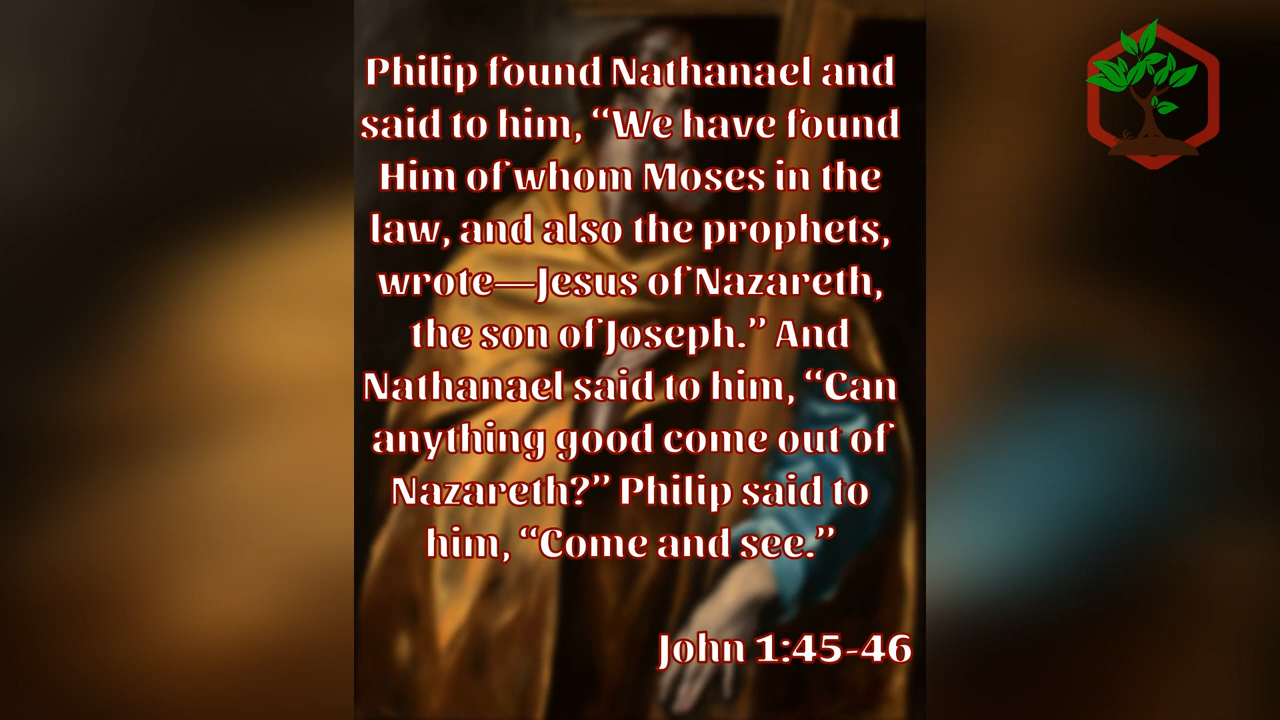 Philip found Nathanael and
said to him, “We have found
Him of whom Moses in the
law, and also the prophets,
wrote—Jesus of Nazareth,
the son of Joseph.” And
Nathanael said to him, “Can
anything good come out of
Nazareth?” Philip said to
him, “Come and see.”
John 1:45-46